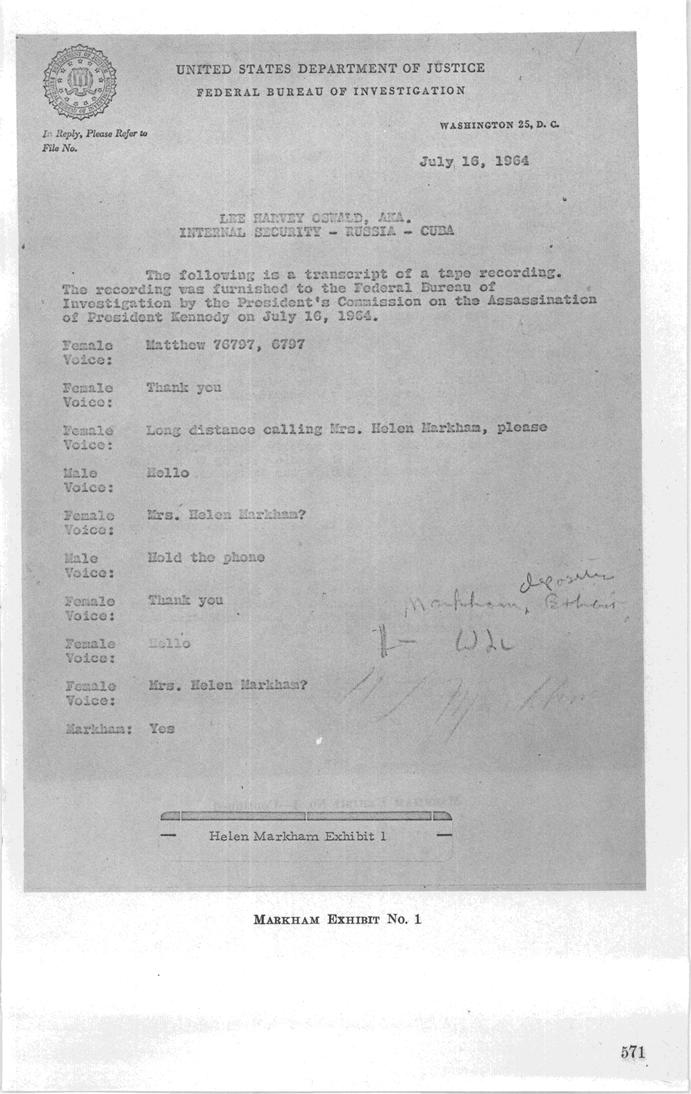 UNITED STATES DEPARTMENT OF JUSTICE
FEDERAL BUREAU OF INVESTIGATION
WASHINGTON 25, D. C.
In Reply, Please Refer to
File No.
July 16, 1964
LEE HARVEY OSWALD, AKA.
INTERNAL SECURITY - RUSSIA - CUBA
The following is a transcript of a tape recording.
The recording was furnished to the Federal Bureau of
Investigation by the President's Commission on the Assassination
of President Kennedy on July 16, 1964.
Female Matthew 76797, 6797
Voice:
Female Thank you
Voice:
Female Long distance calling Mrs. Helen Markham, please
Voice:
Male Hello
Voice:
Female Mrs. Helen Markham?
Voice:
Male Hold the phone
Voice:
Female Thank you
Voice:
Female Hello
Voice:
Female Mrs. Helen Markham?
Voice:
Markham: Yes
Markham,
Helen Markham Exhibit 1
MARKHAM EXHIBIT No. 1
571